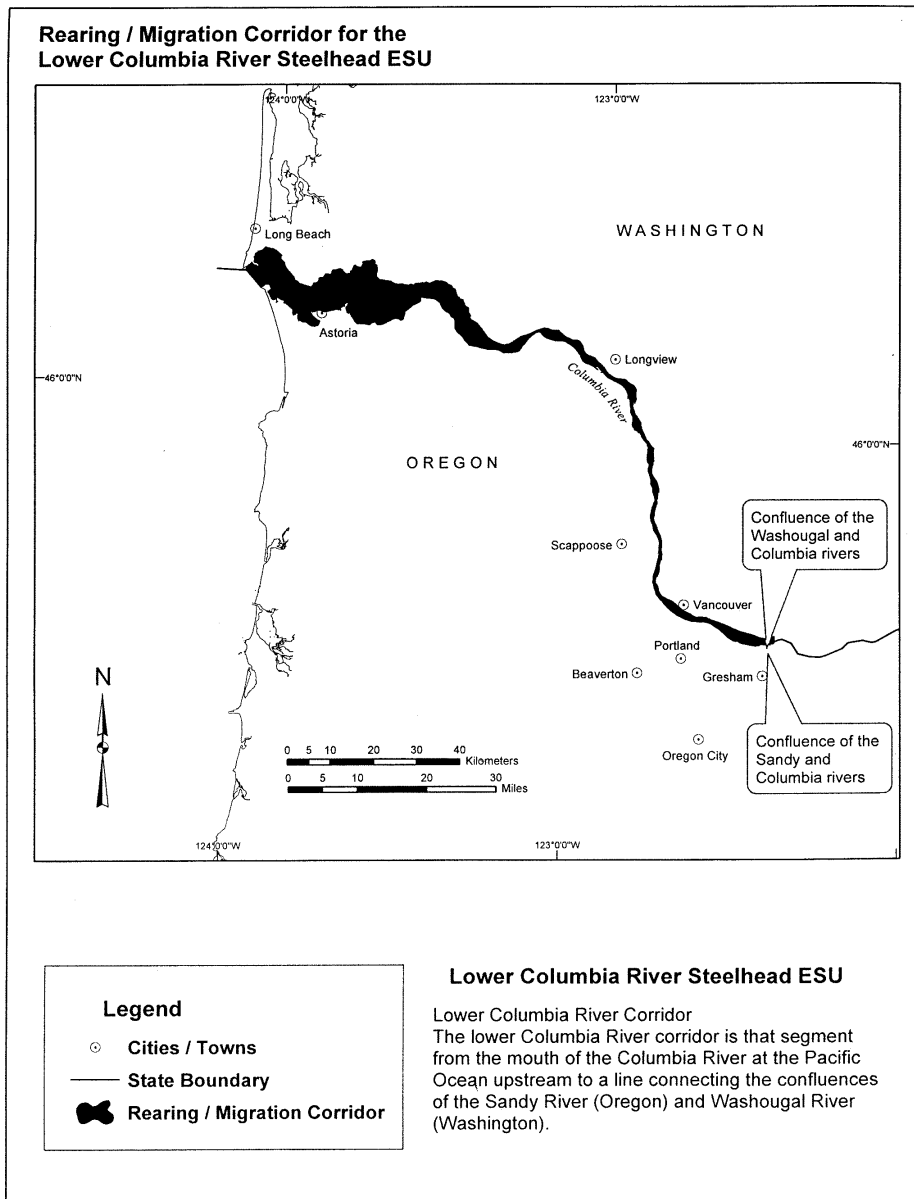 Rearing / Migration Corridor for the
Lower Columbia River Steelhead ESU
124°0'0"W
123°0'0"W
Long Beach
WASHINGTON
Astoria
Longview
Columbia River
46°0'0"N
46°0'0"N
OREGON
Confluence of the
Washougal and
Columbia rivers
Scappoose
Vancouver
Portland
Beaverton
Gresham
N
Oregon City
Confluence of the
Sandy and
Columbia rivers
0 5 10 20 30 40
Kilometers
0 5 10 20 30
Miles
124°0'0"W
123°0'0"W
Legend
Cities / Towns
State Boundary
Rearing / Migration Corridor
Lower Columbia River Steelhead ESU
Lower Columbia River Corridor
The lower Columbia River corridor is that segment
from the mouth of the Columbia River at the Pacific
Ocean upstream to a line connecting the confluences
of the Sandy River (Oregon) and Washougal River
(Washington).